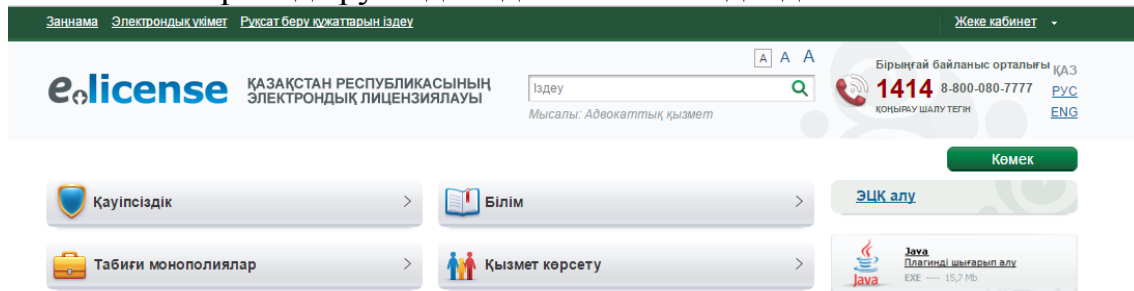 Заңнама Электрондық үкімет Рұқсат беру құжаттарын іздеу Жеке кабинет
A A A
e.license ҚАЗАҚСТАН РЕСПУБЛИКАСЫНЫҢ
ЭЛЕКТРОНДЫҚ ЛИЦЕНЗИЯЛАУЫ
Іздеу
Мысалы: Адвокаттық қызмет
Бірыңғай байланыс орталығы
1414 8-800-080-7777
ҚОҢЫРАУ ШАЛУ ТЕГІН
ҚАЗ
РУС
ENG
Көмек
Қауіпсіздік
Білім
ЭЦҚ алу
Табиғи монополиялар
Қызмет көрсету
Java
Java
Плагинді шығарып алу
EXE — 15,7 Mb